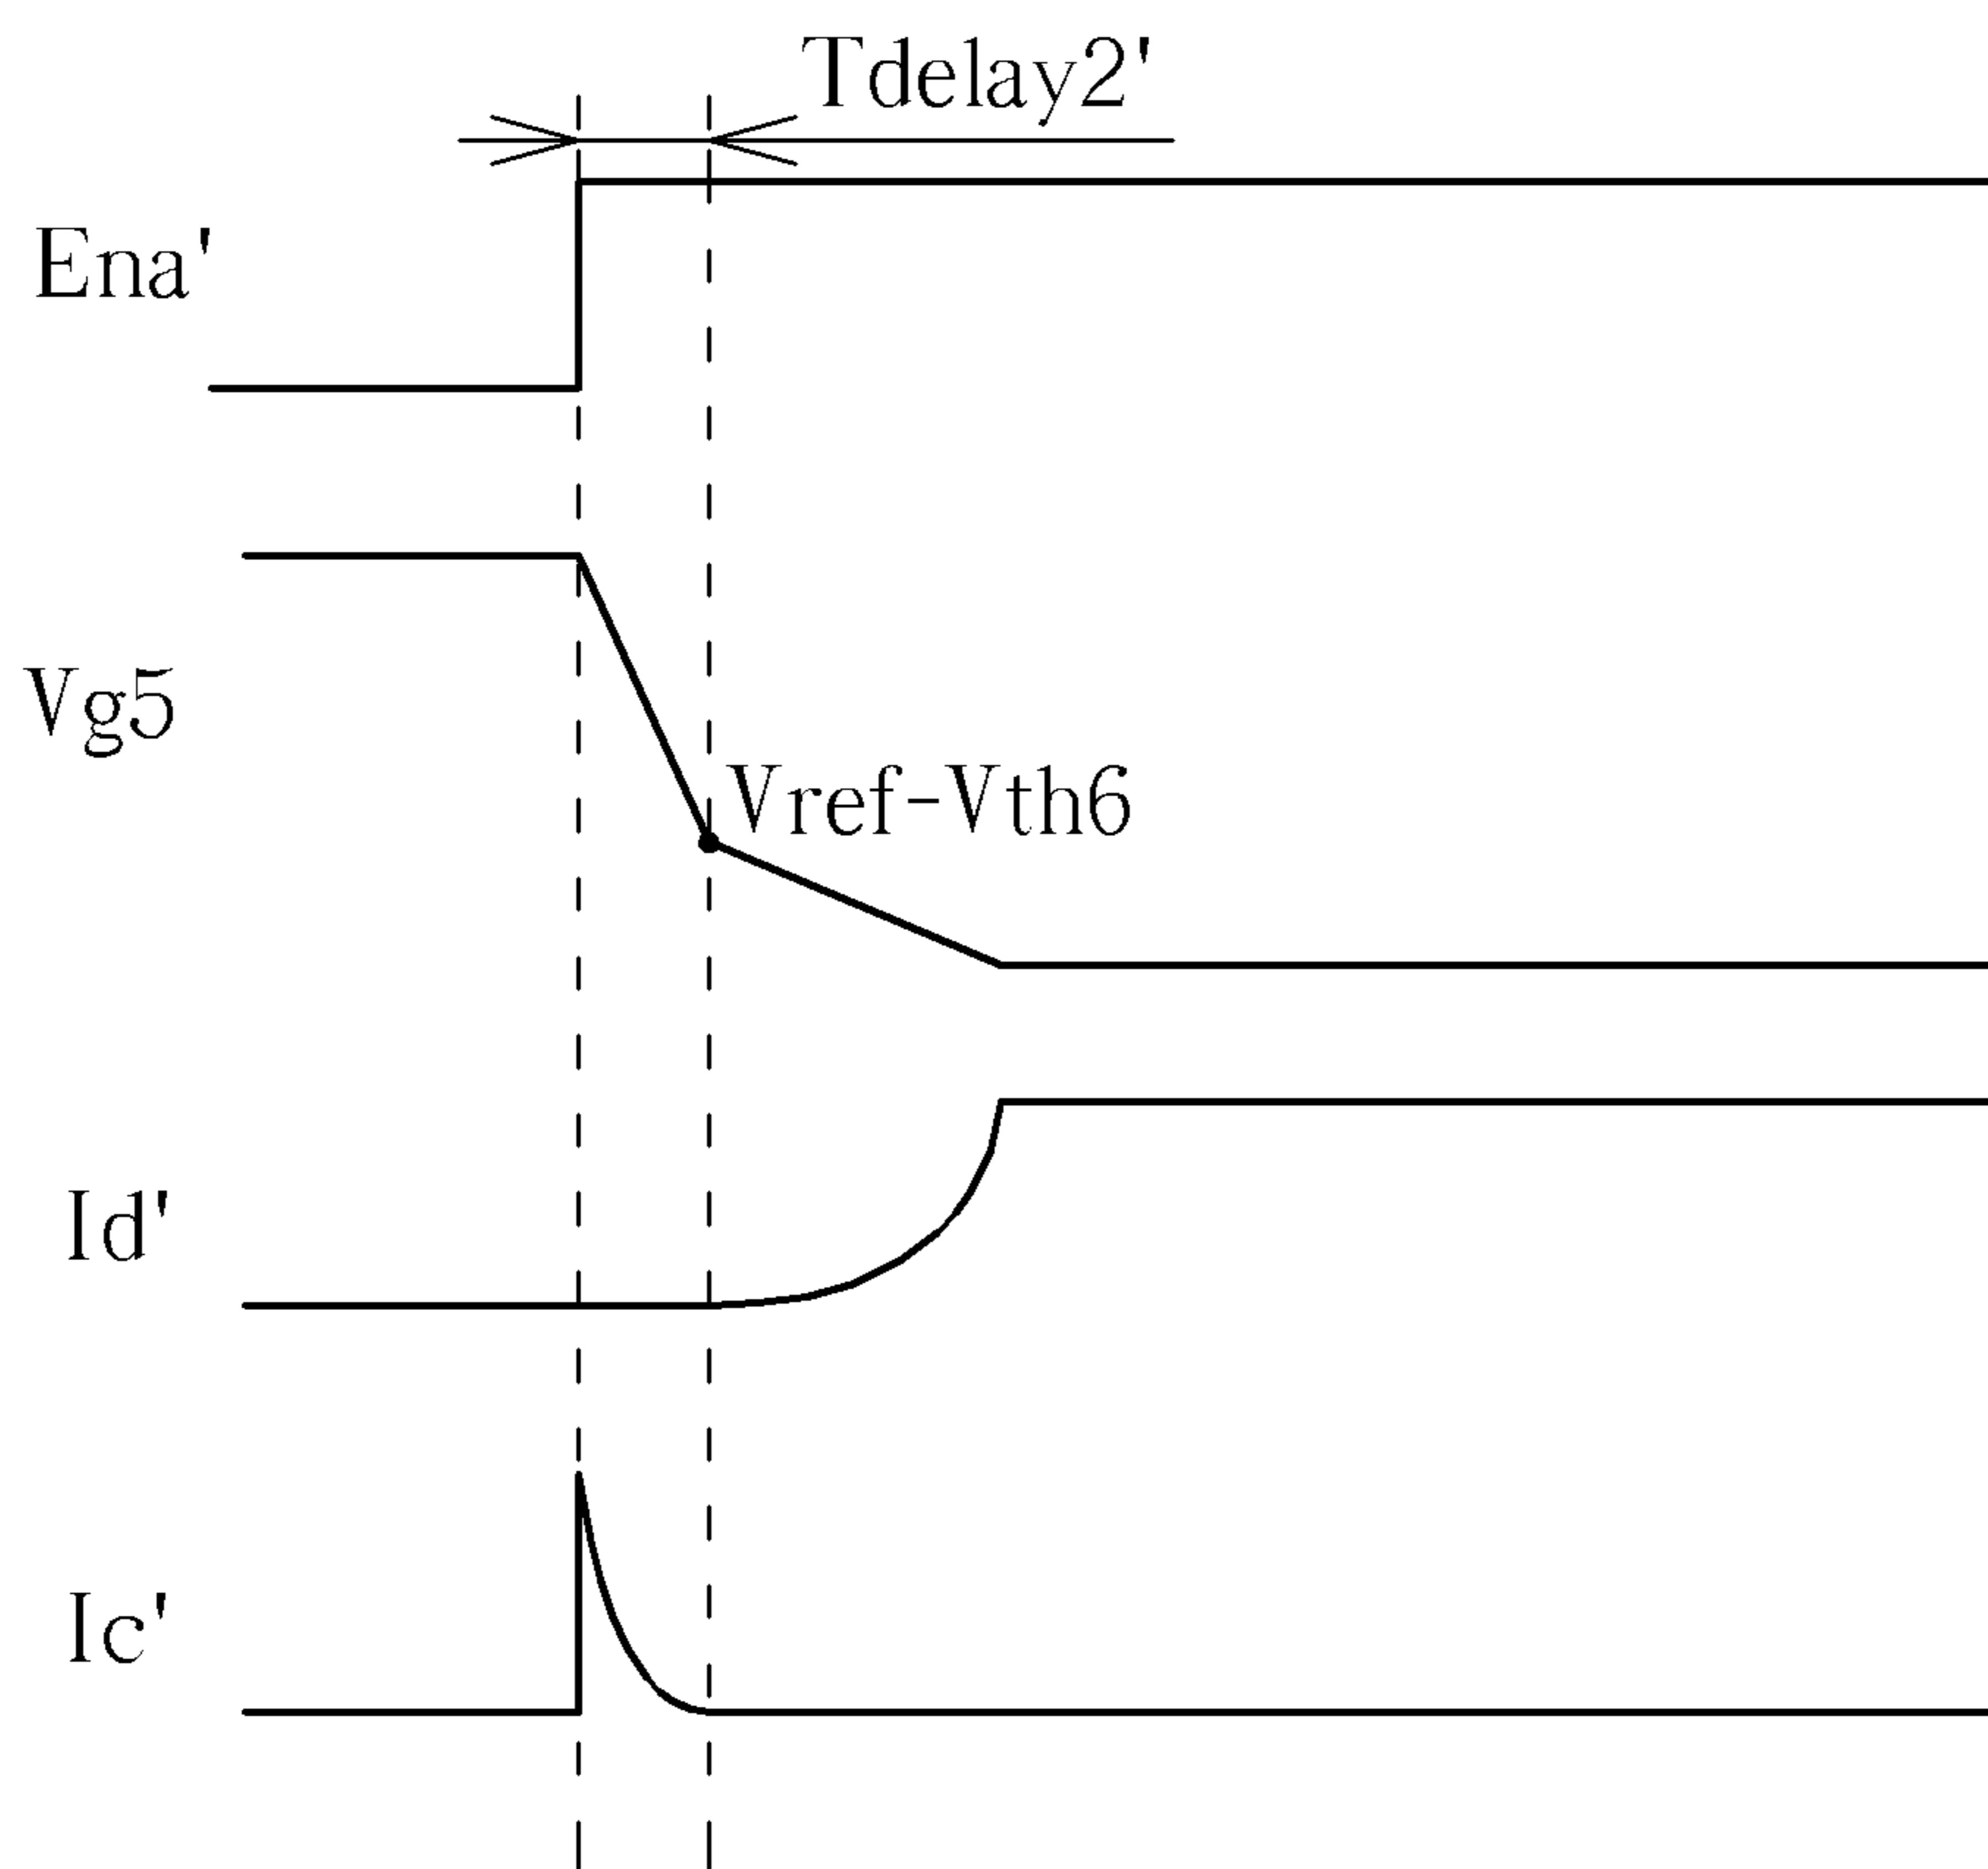 Tdelay2'
Ena'
Vg5
Vref-Vth6
Id'
Ic'